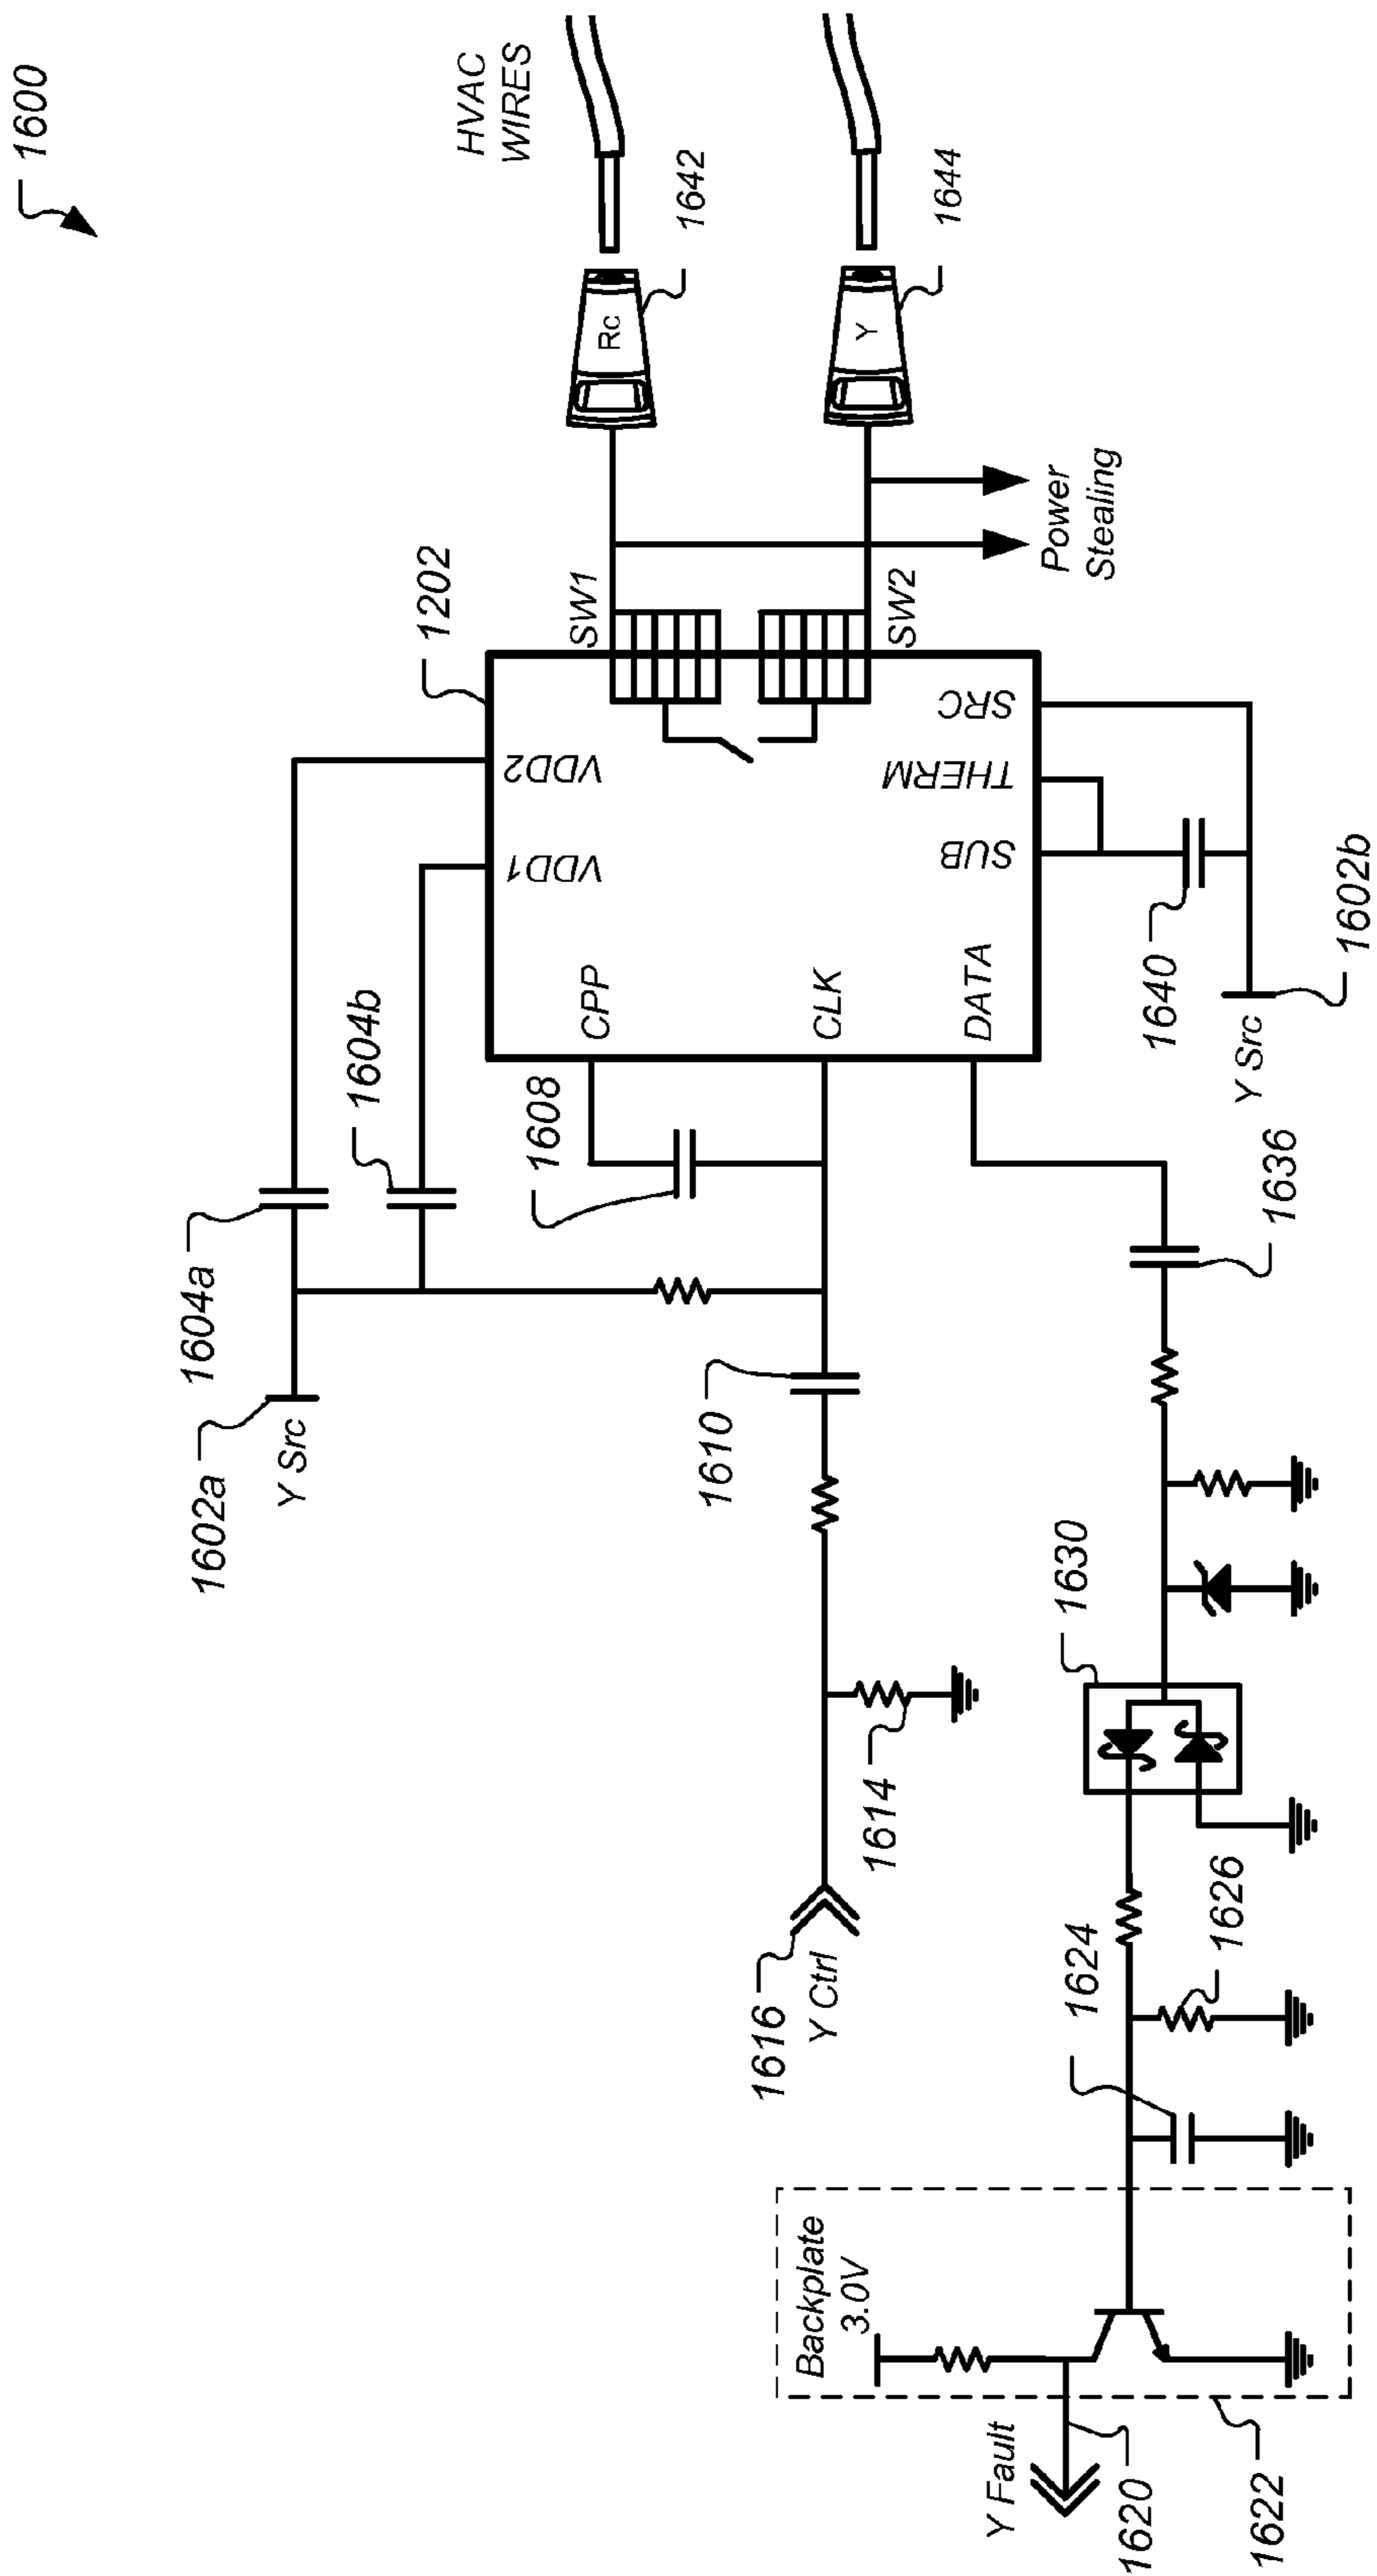 1600
HVAC
WIRES
1642
1644
Rc
Y
Power
Stealing
1202
SW1
SW2
VDD2
VDD1
CPP
CLK
DATA
SUB
THERM
SRC
1604a
1604b
1602a
Y Src
1608
1610
1640
Y Src
1602b
1636
1630
1614
1616
Y Ctrl
1624
1626
Backplate
3.0V
Y Fault
1620
1622